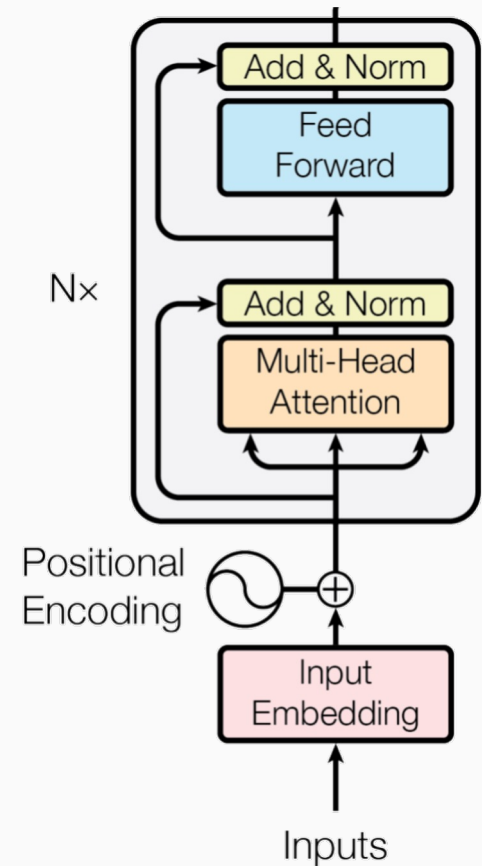 Add & Norm
Feed
Forward
N×
Add & Norm
Multi-Head
Attention
Positional
Encoding
Input
Embedding
Inputs